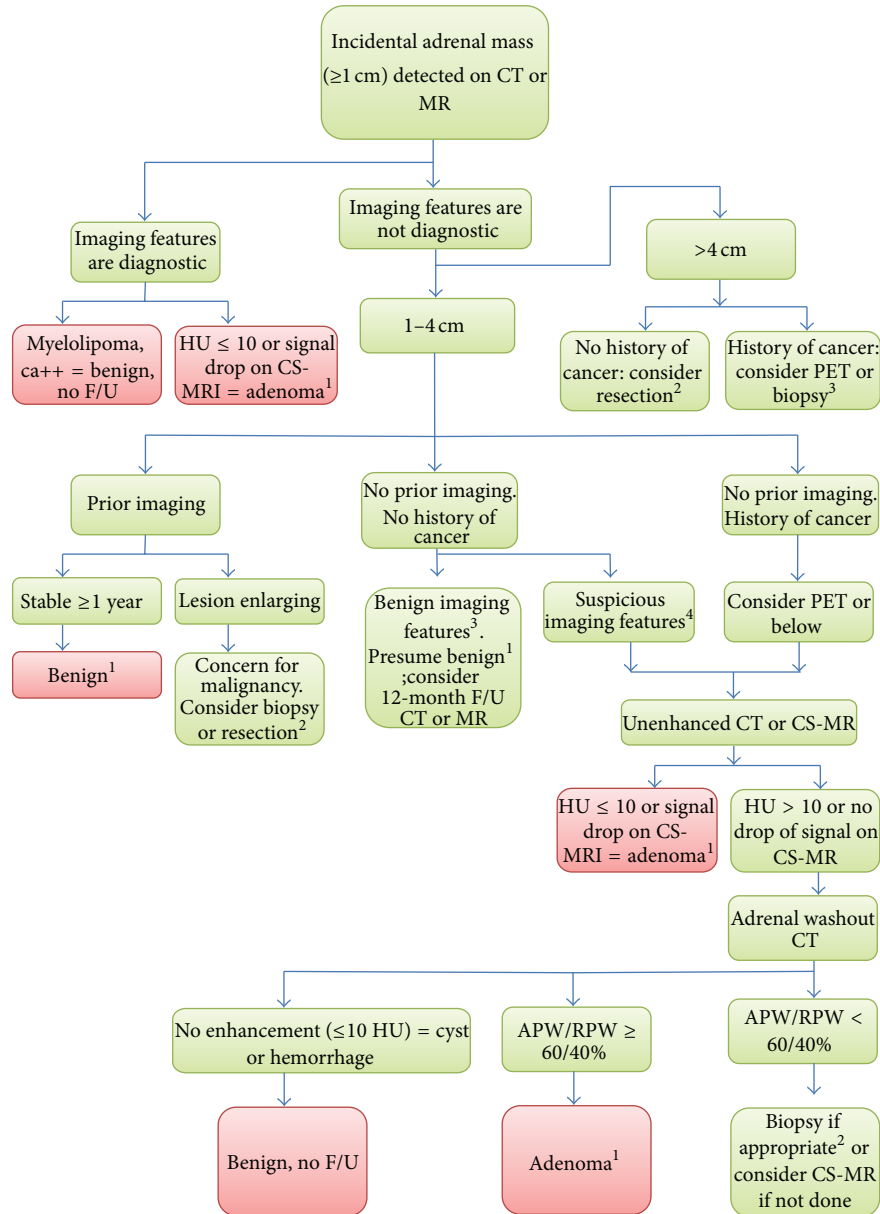 Incidental adrenal mass
(≥1 cm) detected on CT or
MR
Imaging features
are diagnostic
Imaging features are
not diagnostic
>4 cm
Myelolipoma,
ca++ = benign,
no F/U
HU ≤ 10 or signal
drop on CS-
MRI = adenoma¹
1–4 cm
No history of
cancer: consider
resection²
History of cancer:
consider PET or
biopsy³
Prior imaging
No prior imaging.
No history of
cancer
No prior imaging.
History of cancer
Stable ≥1 year
Lesion enlarging
Benign imaging
features³.
Presume benign¹
;consider
12-month F/U
CT or MR
Suspicious
imaging features⁴
Consider PET or
below
Benign¹
Concern for
malignancy.
Consider biopsy
or resection²
Unenhanced CT or CS-MR
HU ≤ 10 or signal
drop on CS-
MRI = adenoma¹
HU > 10 or no
drop of signal on
CS-MR
Adrenal washout
CT
No enhancement (≤10 HU) = cyst
or hemorrhage
APW/RPW ≥
60/40%
APW/RPW <
60/40%
Benign, no F/U
Adenoma¹
Biopsy if
appropriate² or
consider CS-MR
if not done